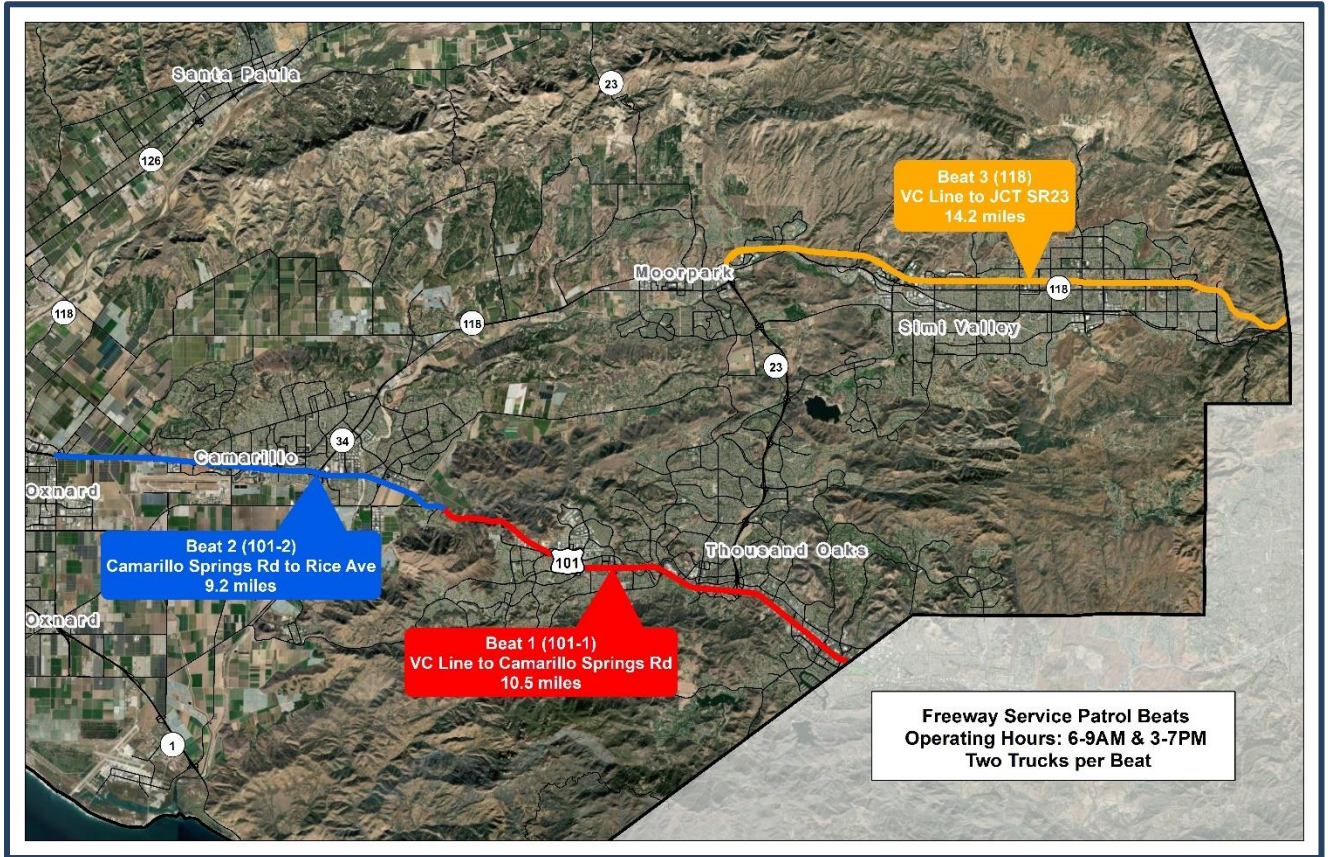 Santa Paula
23
126
Beat 3 (118)
VC Line to JCT SR23
14.2 miles
Moorpark
118
118
118
Simi Valley
23
34
Camarillo
Oxnard
Beat 2 (101-2)
Camarillo Springs Rd to Rice Ave
9.2 miles
101
Thousand Oaks
Oxnard
Beat 1 (101-1)
VC Line to Camarillo Springs Rd
10.5 miles
1
Freeway Service Patrol Beats
Operating Hours: 6-9AM & 3-7PM
Two Trucks per Beat